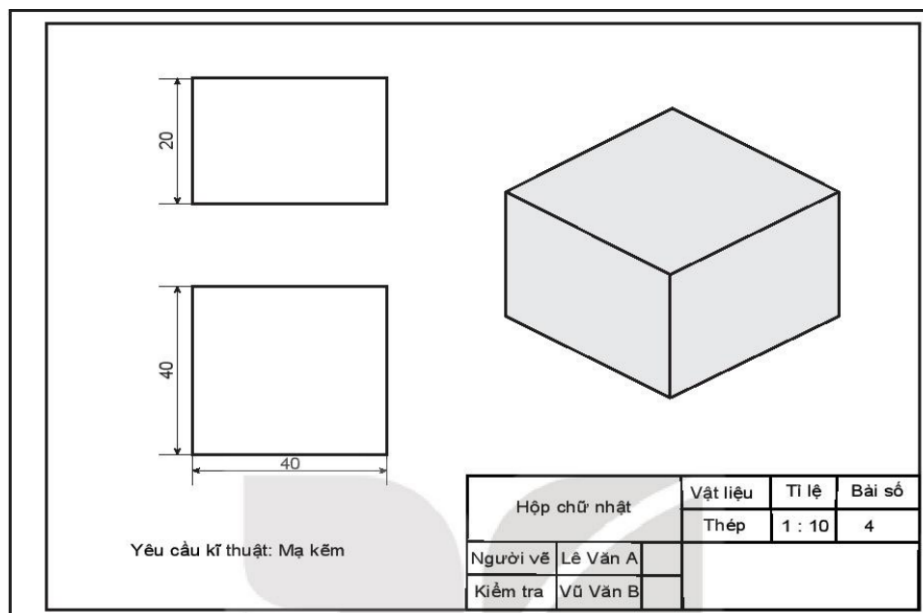 20
40
40
Hộp chữ nhật
Vật liệu
Tỉ lệ
Bài số
Thép
1 : 10
4
Yêu cầu kĩ thuật: Mạ kẽm
Người vẽ
Lê Văn A
Kiểm tra
Vũ Văn B